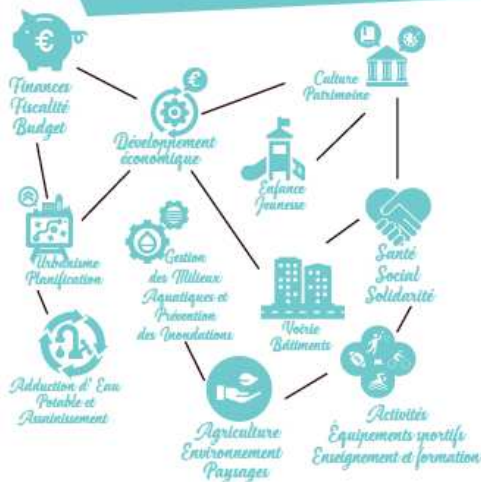 Finances
Fiscalité
Budget
Développement
économique
Culture
Patrimoine
Enfance
Jeunesse
Urbanisme
Planification
Gestion
des Milieux
Aquatiques et
Prévention
des Inondations
Santé
Social
Solidarité
Voirie
Bâtiments
Adduction d' Eau
Potable et
Assainissement
Agriculture
Environnement
Paysages
Activités
Équipements sportifs
Enseignement et formation